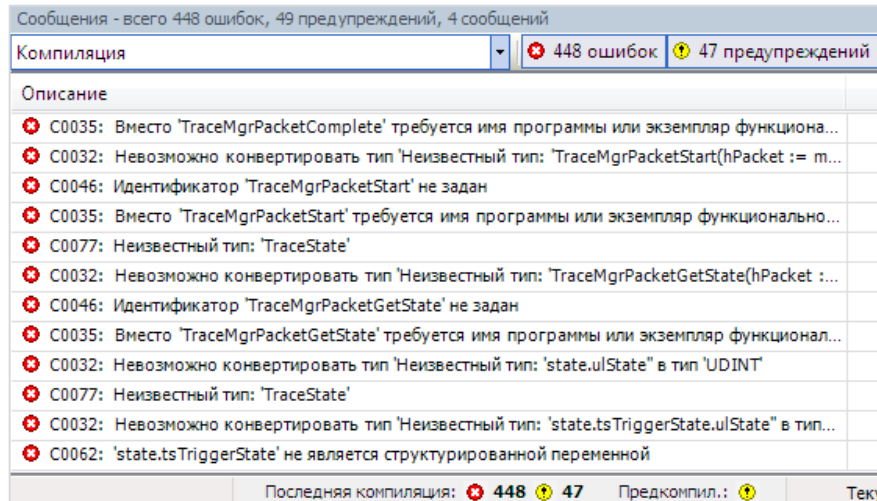 Сообщения - всего 448 ошибок, 49 предупреждений, 4 сообщений
Компиляция 448 ошибок 47 предупреждений
Описание
C0035: Вместо 'TraceMgrPacketComplete' требуется имя программы или экземпляр функциона...
C0032: Невозможно конвертировать тип 'Неизвестный тип: 'TraceMgrPacketStart(hPacket := m...
C0046: Идентификатор 'TraceMgrPacketStart' не задан
C0035: Вместо 'TraceMgrPacketStart' требуется имя программы или экземпляр функционально...
C0077: Неизвестный тип: 'TraceState'
C0032: Невозможно конвертировать тип 'Неизвестный тип: 'TraceMgrPacketGetState(hPacket :...
C0046: Идентификатор 'TraceMgrPacketGetState' не задан
C0035: Вместо 'TraceMgrPacketGetState' требуется имя программы или экземпляр функционал...
C0032: Невозможно конвертировать тип 'Неизвестный тип: 'state.ulState'' в тип 'UDINT'
C0077: Неизвестный тип: 'TraceState'
C0032: Невозможно конвертировать тип 'Неизвестный тип: 'state.tsTriggerState.ulState'' в тип...
C0062: 'state.tsTriggerState' не является структурированной переменной
Последняя компиляция: 448 47 Предкомпил.: Тек